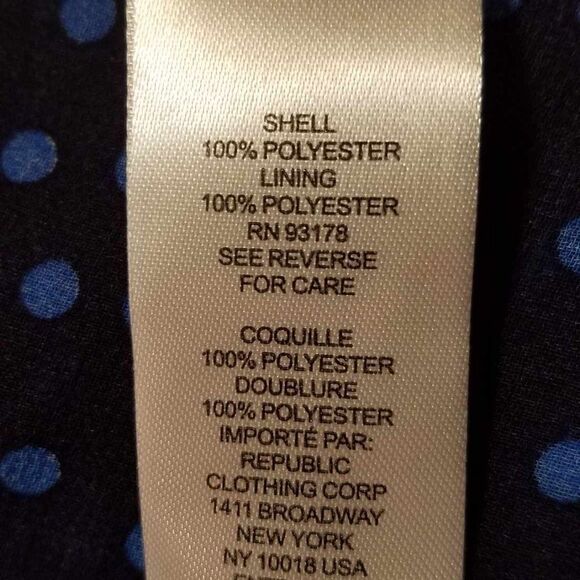 SHELL
100% POLYESTER
LINING
100% POLYESTER
RN 93178
SEE REVERSE
FOR CARE
COQUILLE
100% POLYESTER
DOUBLURE
100% POLYESTER
IMPORTÉ PAR:
REPUBLIC
CLOTHING CORP
1411 BROADWAY
NEW YORK
NY 10018 USA